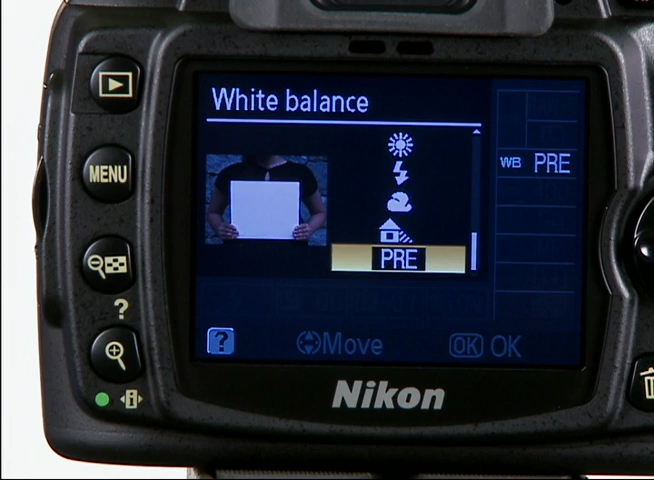 White balance
WB PRE
PRE
MENU
?
? Move OK OK
Nikon